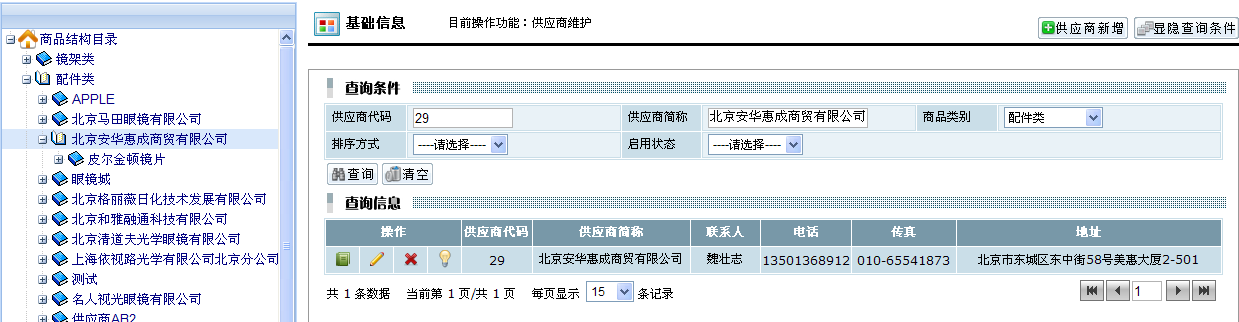 商品结构目录
镜架类
配件类
APPLE
北京马田眼镜有限公司
北京安华惠成商贸有限公司
皮尔金顿镜片
眼镜城
北京格丽薇日化技术发展有限公司
北京和雅融通科技有限公司
北京清道夫光学眼镜有限公司
上海依视路光学有限公司北京分公司
测试
名人视光眼镜有限公司
供应商AB2
基础信息 目前操作功能：供应商维护
供应商新增 显隐查询条件
查询条件
供应商代码 29 供应商简称 北京安华惠成商贸有限公司 商品类别 配件类
排序方式 ----请选择---- 启用状态 ----请选择----
查询 清空
查询信息
操作 供应商代码 供应商简称 联系人 电话 传真 地址
29 北京安华惠成商贸有限公司 魏壮志 13501368912 010-65541873 北京市东城区东中街58号美惠大厦2-501
共 1 条数据 当前第 1 页/共 1 页 每页显示 15 条记录 1